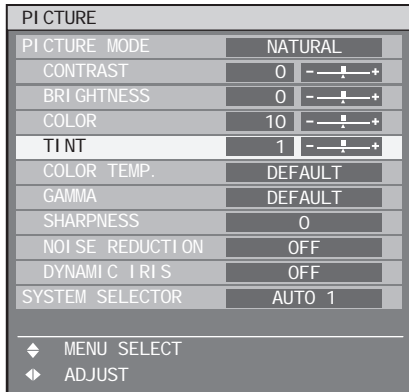 PICTURE
PICTURE MODE NATURAL
CONTRAST 0 - +
BRIGHTNESS 0 - +
COLOR 10 - +
TINT 1 - +
COLOR TEMP. DEFAULT
GAMMA DEFAULT
SHARPNESS 0
NOISE REDUCTION OFF
DYNAMIC IRIS OFF
SYSTEM SELECTOR AUTO 1
MENU SELECT
ADJUST